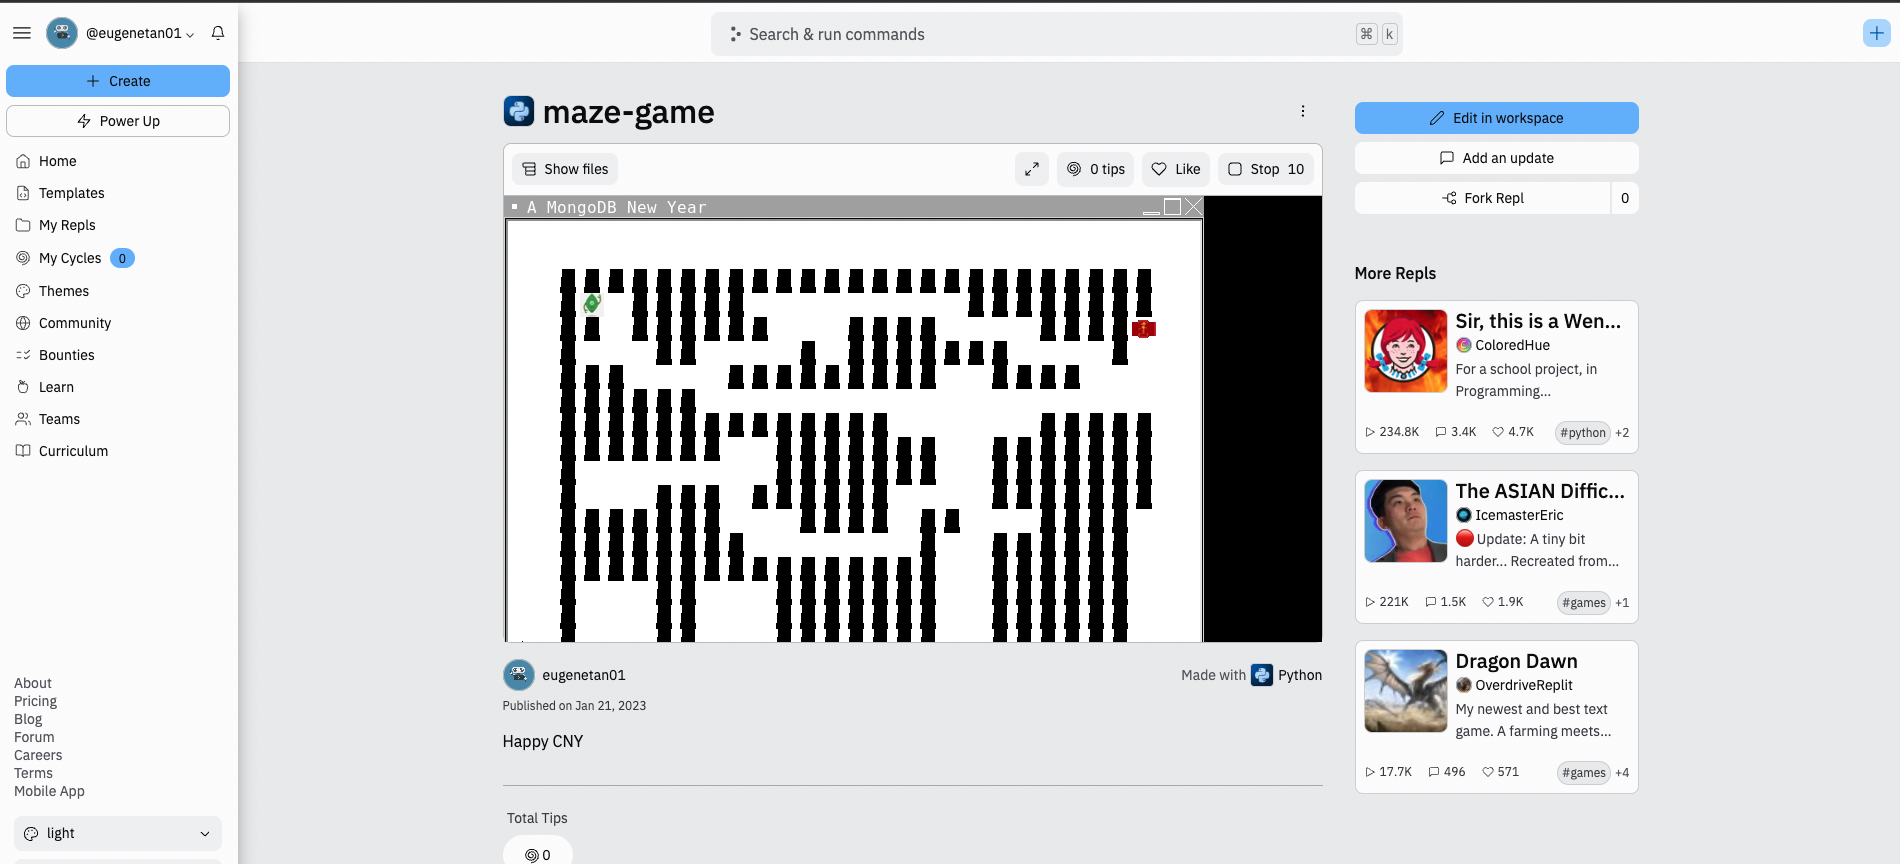 @eugenetan01
Search & run commands
⌘ k
Create
Power Up
Home
Templates
My Repls
My Cycles 0
Themes
Community
Bounties
Learn
Teams
Curriculum
About
Pricing
Blog
Forum
Careers
Terms
Mobile App
light
maze-game
Show files
0 tips
Like
Stop 10
A MongoDB New Year
eugenetan01
Made with Python
Published on Jan 21, 2023
Happy CNY
Total Tips
0
Edit in workspace
Add an update
Fork Repl 0
More Repls
Sir, this is a Wen...
ColoredHue
For a school project, in
Programming...
234.8K 3.4K 4.7K #python +2
The ASIAN Diffic...
IcemasterEric
Update: A tiny bit
harder... Recreated from...
221K 1.5K 1.9K #games +1
Dragon Dawn
OverdriveReplit
My newest and best text
game. A farming meets...
17.7K 496 571 #games +4